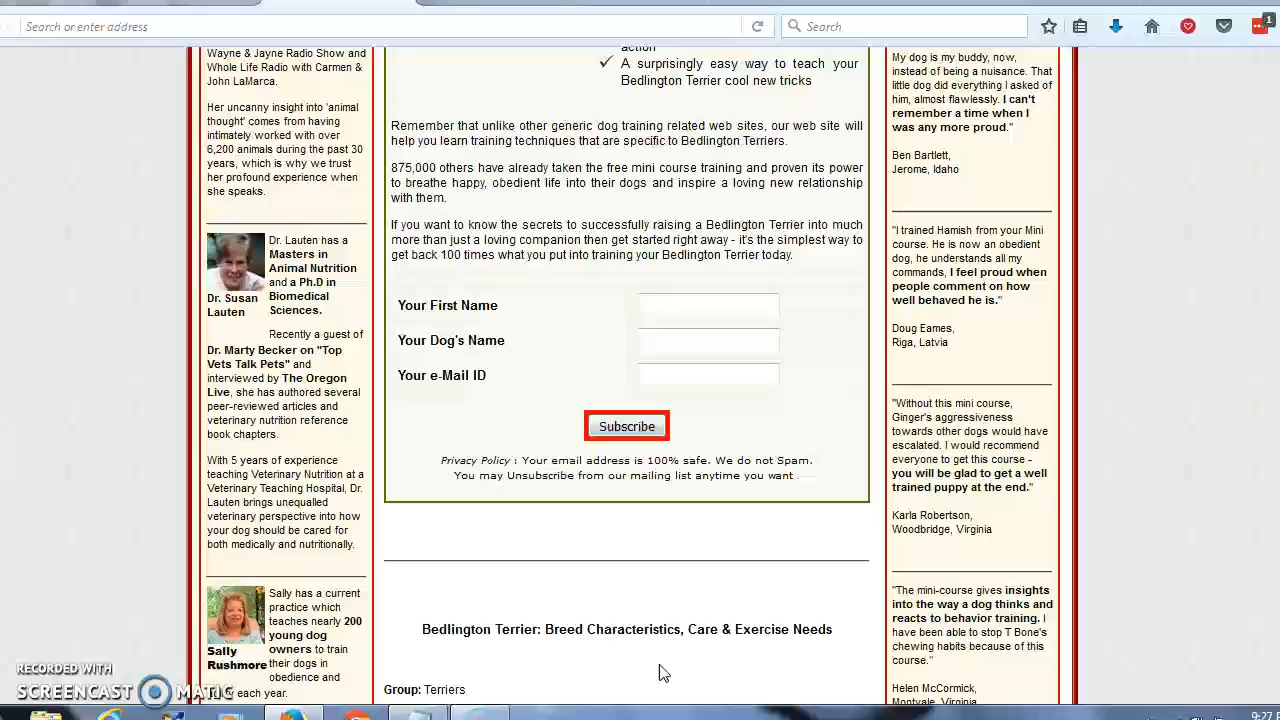 Search or enter address
Search
1
Wayne & Jayne Radio Show and
Whole Life Radio with Carmen &
John LaMarca.
Her uncanny insight into 'animal
thought' comes from having
intimately worked with over
6,200 animals during the past 30
years, which is why we trust
her profound experience when
she speaks.
Dr. Susan
Lauten
Dr. Lauten has a
Masters in
Animal Nutrition
and a Ph.D in
Biomedical
Sciences.
Recently a guest of
Dr. Marty Becker on "Top
Vets Talk Pets" and
interviewed by The Oregon
Live, she has authored several
peer-reviewed articles and
veterinary nutrition reference
book chapters.
With 5 years of experience
teaching Veterinary Nutrition at a
Veterinary Teaching Hospital, Dr.
Lauten brings unequalled
veterinary perspective into how
your dog should be cared for
both medically and nutritionally.
Sally
Rushmore
Sally has a current
practice which
teaches nearly 200
young dog
owners to train
their dogs in
obedience and
each year.
action
A surprisingly easy way to teach your
Bedlington Terrier cool new tricks
Remember that unlike other generic dog training related web sites, our web site will
help you learn training techniques that are specific to Bedlington Terriers.
875,000 others have already taken the free mini course training and proven its power
to breathe happy, obedient life into their dogs and inspire a loving new relationship
with them.
If you want to know the secrets to successfully raising a Bedlington Terrier into much
more than just a loving companion then get started right away - it's the simplest way to
get back 100 times what you put into training your Bedlington Terrier today.
Your First Name
Your Dog's Name
Your e-Mail ID
Subscribe
Privacy Policy : Your email address is 100% safe. We do not Spam.
You may Unsubscribe from our mailing list anytime you want .
Bedlington Terrier: Breed Characteristics, Care & Exercise Needs
Group: Terriers
My dog is my buddy, now,
instead of being a nuisance. That
little dog did everything I asked of
him, almost flawlessly. I can't
remember a time when I
was any more proud."
Ben Bartlett,
Jerome, Idaho
"I trained Hamish from your Mini
course. He is now an obedient
dog, he understands all my
commands, I feel proud when
people comment on how
well behaved he is."
Doug Eames,
Riga, Latvia
"Without this mini course,
Ginger's aggressiveness
towards other dogs would have
escalated. I would recommend
everyone to get this course -
you will be glad to get a well
trained puppy at the end."
Karla Robertson,
Woodbridge, Virginia
"The mini-course gives insights
into the way a dog thinks and
reacts to behavior training. I
have been able to stop T Bone's
chewing habits because of this
course."
Helen McCormick,
Montvale, Virginia
RECORDED WITH
SCREENCAST MATIC
9:27